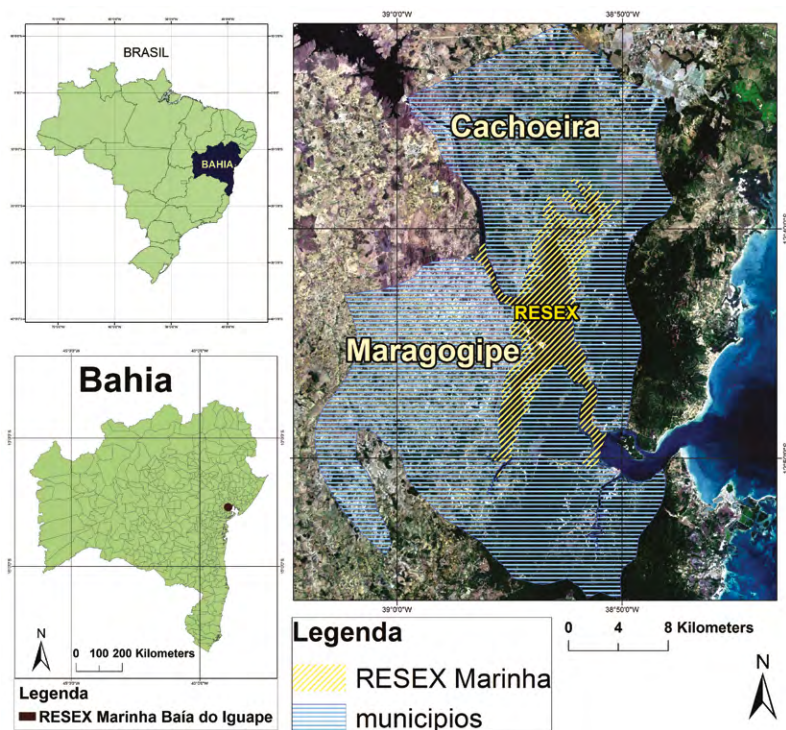 BRASIL
BAHIA
Bahia
N
0 100 200 Kilometers
Legenda
RESEX Marinha Baía do Iguape
39°0'0"W
38°50'0"W
Cachoeira
RESEX
Maragogipe
39°0'0"W
38°50'0"W
Legenda
RESEX Marinha
municipios
0 4 8 Kilometers
N